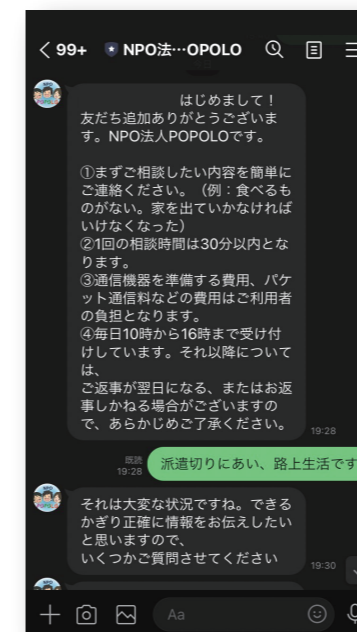 99+ NPO法…OPOLO
はじめまして！
友だち追加ありがとうございま
す。NPO法人POPOLOです。
①まずご相談したい内容を簡単に
ご連絡ください。（例：食べるも
のがない。家を出ていかなければ
いけなくなった）
②1回の相談時間は30分以内とな
ります。
③通信機器を準備する費用、パケ
ット通信料などの費用はご利用者
の負担となります。
④毎日10時から16時まで受け付
けしています。それ以降について
は、
ご返事が翌日になる、またはお返
事しかねる場合がございますの
で、あらかじめご了承ください。
19:28
既読
19:28
派遣切りにあい、路上生活です
それは大変な状況ですね。できる
かぎり正確に情報をお伝えしたい
と思いますので、
いくつかご質問させてください
19:30
Aa